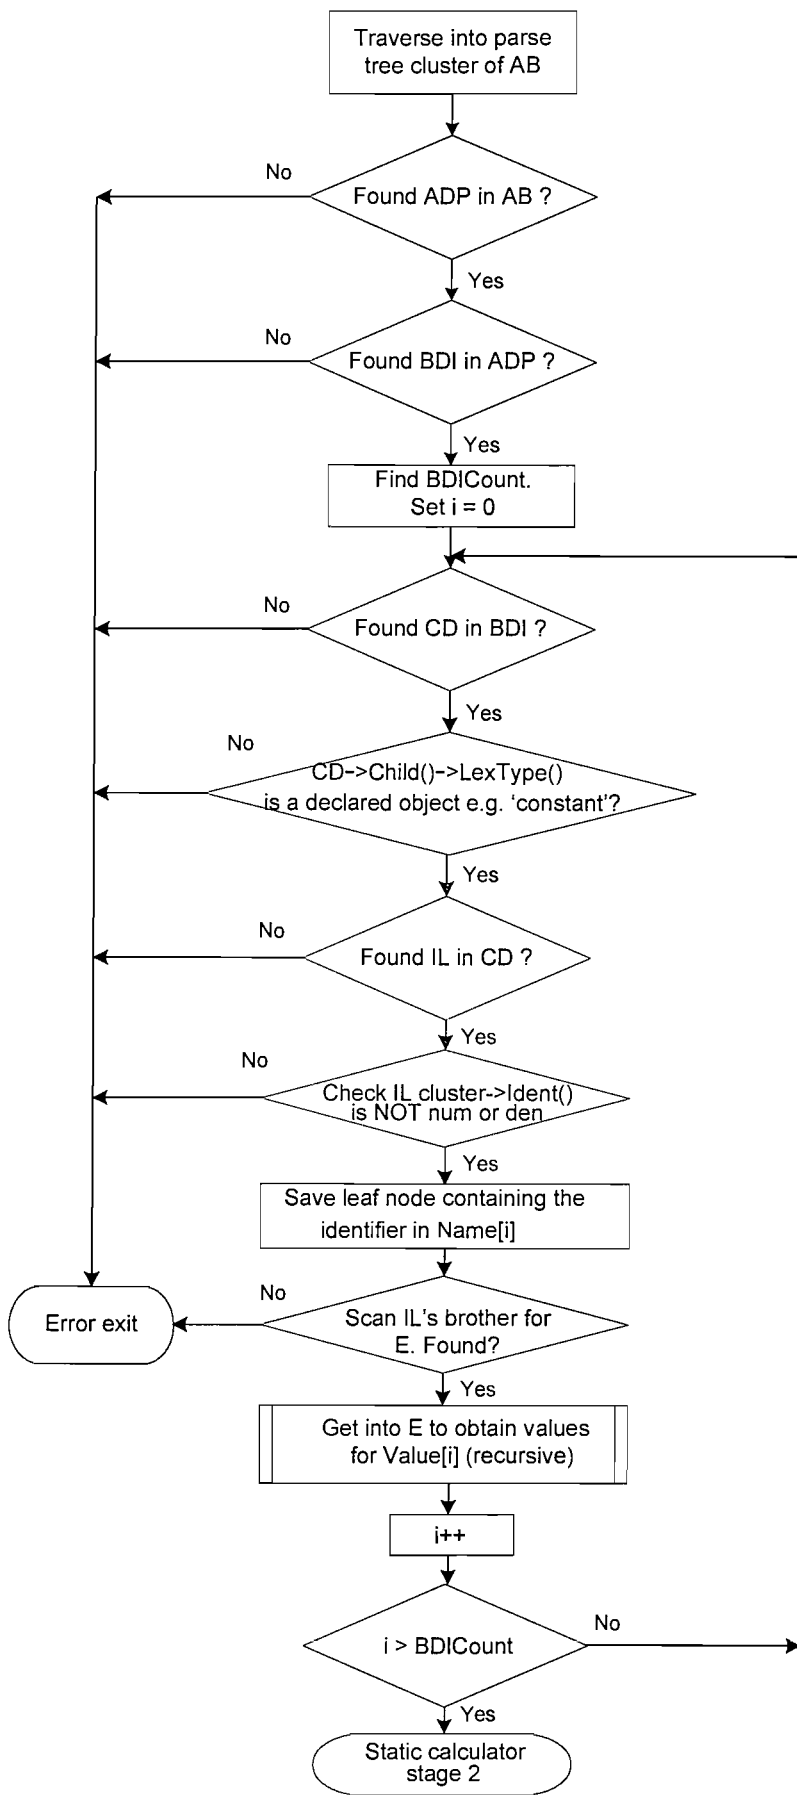 Traverse into parse
tree cluster of AB
No
Found ADP in AB ?
Yes
No
Found BDI in ADP ?
Yes
Find BDICount.
Set i = 0
No
Found CD in BDI ?
Yes
No
CD->Child()->LexType()
is a declared object e.g. ‘constant’?
Yes
No
Found IL in CD ?
Yes
No
Check IL cluster->Ident()
is NOT num or den
Yes
Save leaf node containing the
identifier in Name[i]
No
Error exit
Scan IL’s brother for
E. Found?
Yes
Get into E to obtain values
for Value[i] (recursive)
i++
No
i > BDICount
Yes
Static calculator
stage 2